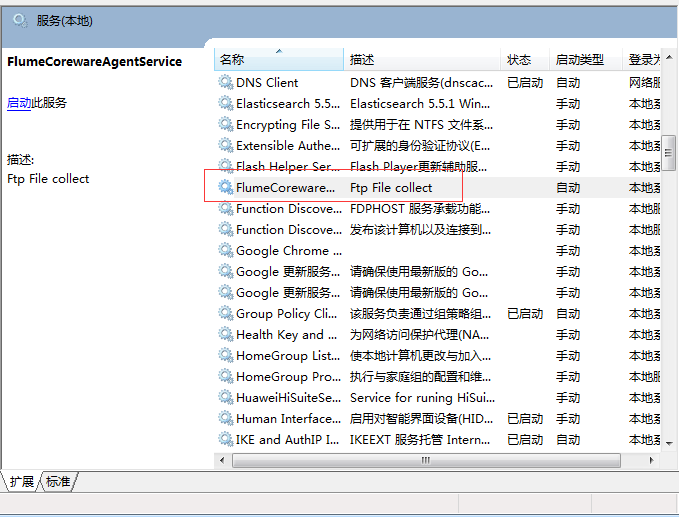 服务(本地)
FlumeCorewareAgentService
启动此服务
描述:
Ftp File collect
名称 描述 状态 启动类型 登录为
DNS Client DNS 客户端服务(dnscac... 已启动 自动 网络服
Elasticsearch 5.5... Elasticsearch 5.5.1 Win... 手动 本地系
Encrypting File S... 提供用于在 NTFS 文件系... 手动 本地系
Extensible Authe... 可扩展的身份验证协议(E... 手动 本地系
Flash Helper Ser... Flash Player更新辅助服... 手动 本地系
FlumeCoreware... Ftp File collect 自动 本地系
Function Discove... FDPHOST 服务承载功能... 手动 本地服
Function Discove... 发布该计算机以及连接到... 手动 本地服
Google Chrome ... 手动 本地系
Google 更新服务... 请确保使用最新版的 Go... 手动 本地系
Google 更新服务... 请确保使用最新版的 Go... 手动 本地系
Group Policy Cli... 该服务负责通过组策略组... 已启动 自动 本地系
Health Key and ... 为网络访问保护代理(NA... 手动 本地系
HomeGroup List... 使本地计算机更改与加入... 手动 本地系
HomeGroup Pro... 执行与家庭组的配置和维... 手动 本地服
HuaweiHiSuiteSe... Service for runing HiSui... 手动 本地系
Human Interface... 启用对智能界面设备(HID... 已启动 手动 本地系
IKE and AuthIP I... IKEEXT 服务托管 Intern... 已启动 自动 本地系
扩展 标准